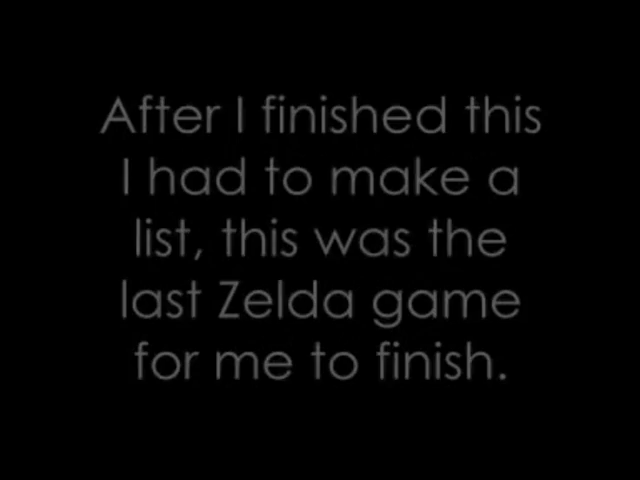 After I finished this
I had to make a
list, this was the
last Zelda game
for me to finish.